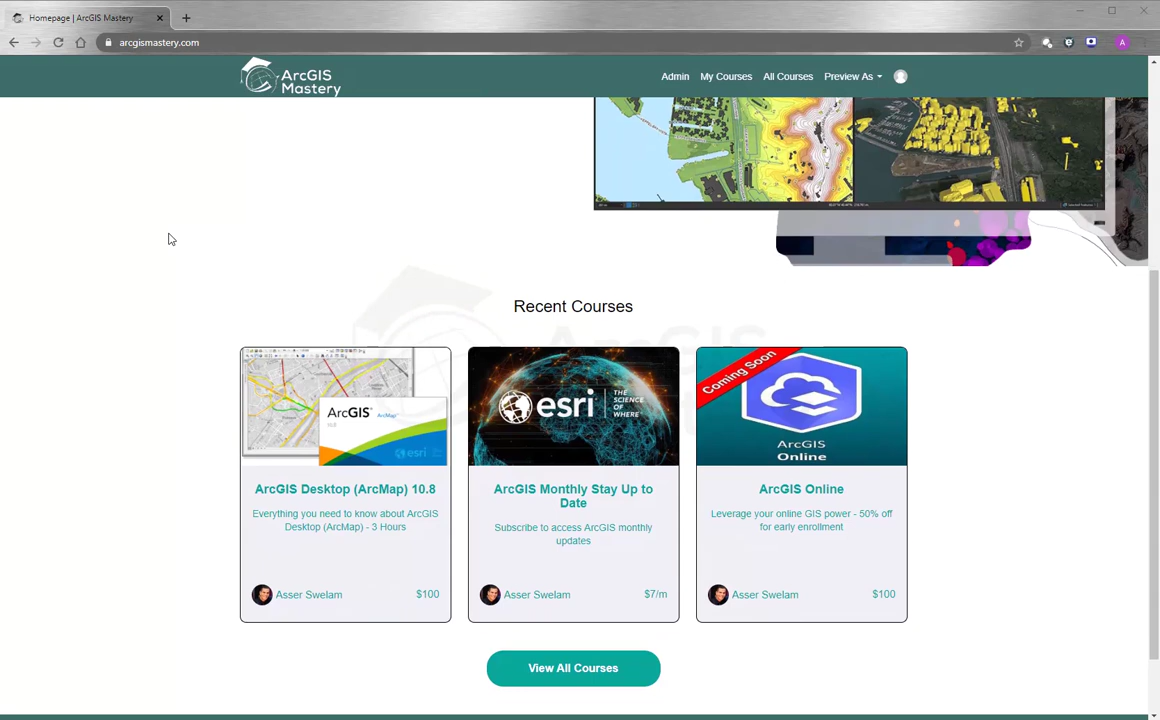 Homepage | ArcGIS Mastery
arcgismastery.com
A
ArcGIS
Mastery
Admin
My Courses
All Courses
Preview As
Recent Courses
ArcGIS
ArcMap
10.8
esri
esri
THE
SCIENCE
OF
WHERE
Coming Soon
ArcGIS
Online
ArcGIS Desktop (ArcMap) 10.8
Everything you need to know about ArcGIS
Desktop (ArcMap) - 3 Hours
Asser Swelam
$100
ArcGIS Monthly Stay Up to
Date
Subscribe to access ArcGIS monthly
updates
Asser Swelam
$7/m
ArcGIS Online
Leverage your online GIS power - 50% off
for early enrollment
Asser Swelam
$100
View All Courses